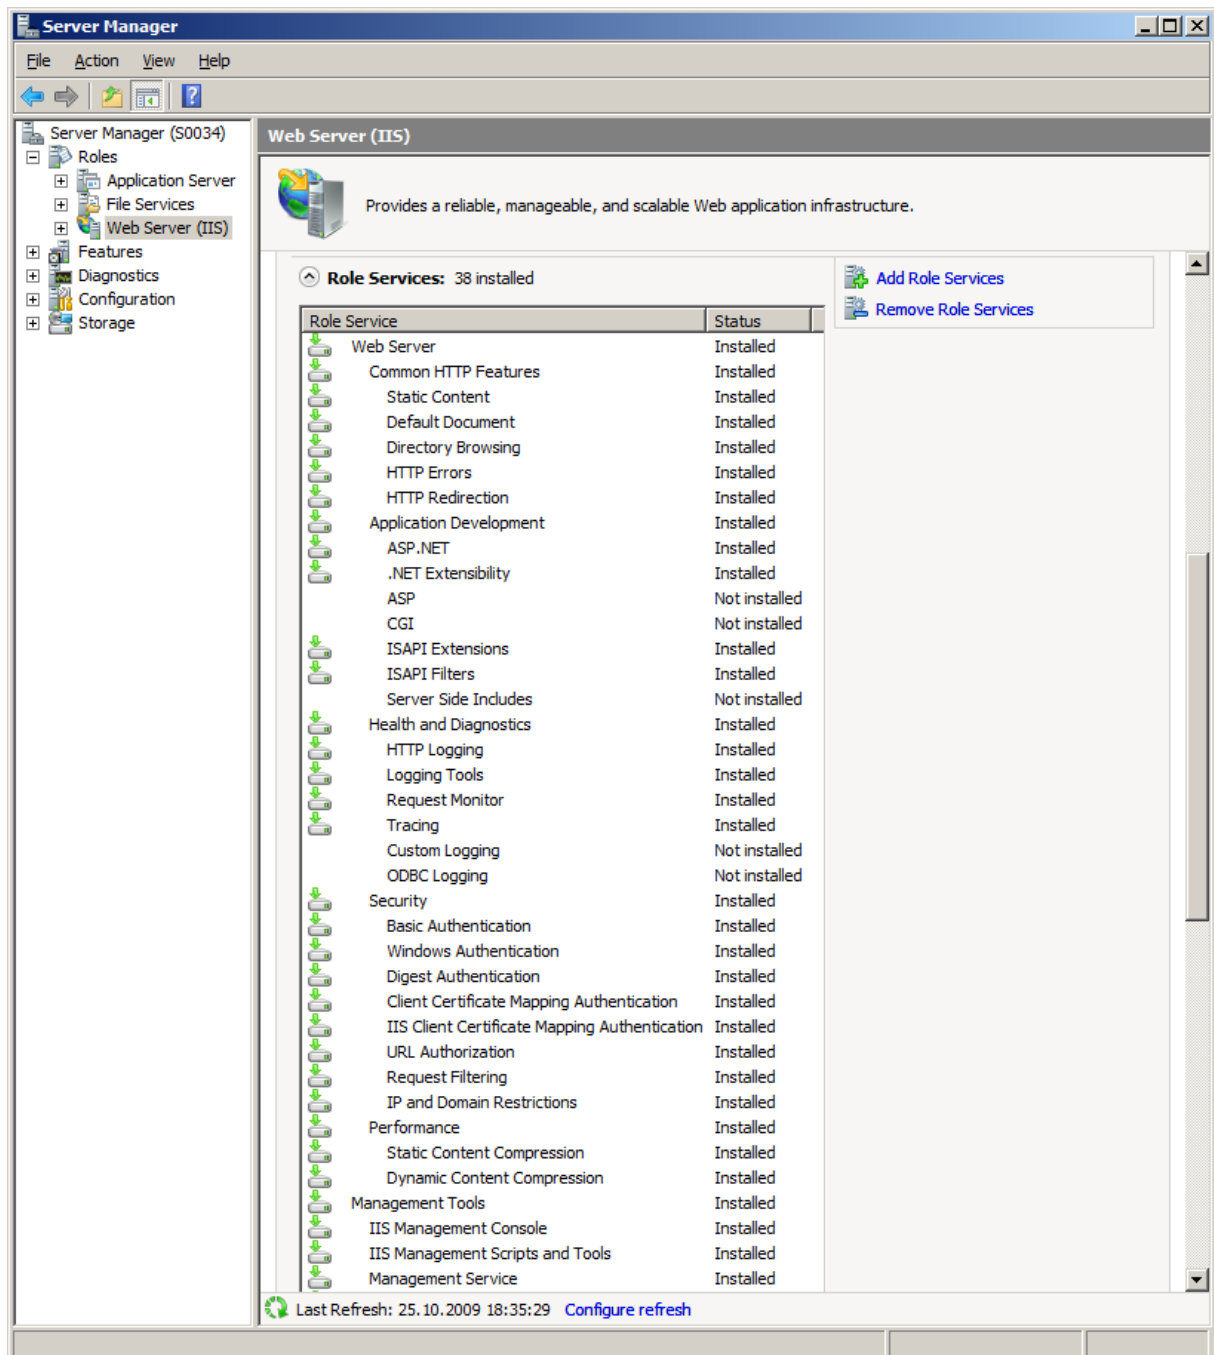 Server Manager
File Action View Help
Server Manager (S0034)
Roles
Application Server
File Services
Web Server (IIS)
Features
Diagnostics
Configuration
Storage
Web Server (IIS)
Provides a reliable, manageable, and scalable Web application infrastructure.
Role Services: 38 installed
Role Service Status
Web Server Installed
Common HTTP Features Installed
Static Content Installed
Default Document Installed
Directory Browsing Installed
HTTP Errors Installed
HTTP Redirection Installed
Application Development Installed
ASP.NET Installed
.NET Extensibility Installed
ASP Not installed
CGI Not installed
ISAPI Extensions Installed
ISAPI Filters Installed
Server Side Includes Not installed
Health and Diagnostics Installed
HTTP Logging Installed
Logging Tools Installed
Request Monitor Installed
Tracing Installed
Custom Logging Not installed
ODBC Logging Not installed
Security Installed
Basic Authentication Installed
Windows Authentication Installed
Digest Authentication Installed
Client Certificate Mapping Authentication Installed
IIS Client Certificate Mapping Authentication Installed
URL Authorization Installed
Request Filtering Installed
IP and Domain Restrictions Installed
Performance Installed
Static Content Compression Installed
Dynamic Content Compression Installed
Management Tools Installed
IIS Management Console Installed
IIS Management Scripts and Tools Installed
Management Service Installed
Add Role Services
Remove Role Services
Last Refresh: 25.10.2009 18:35:29 Configure refresh